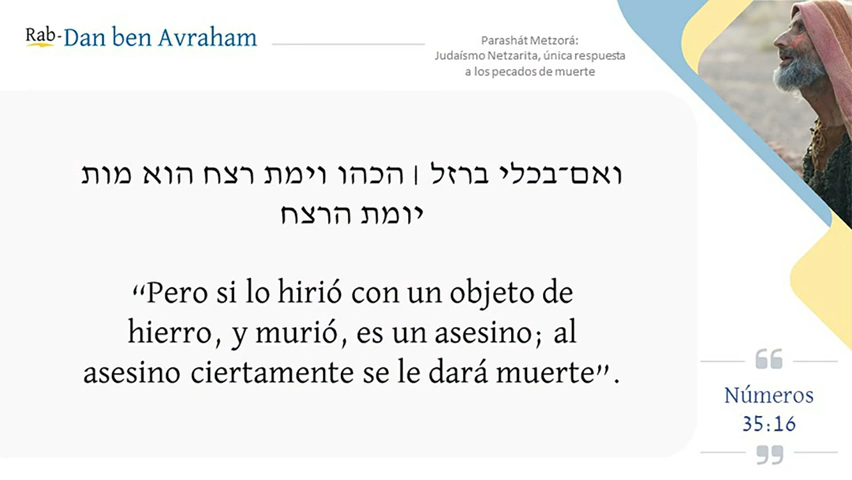 Rab-Dan ben Avraham
Parashát Metzorá:
Judaísmo Netzarita, única respuesta
a los pecados de muerte
ואם־בכלי ברזל ׀ הכהו וימת רצח הוא מות
יומת הרצח
“Pero si lo hirió con un objeto de
hierro, y murió, es un asesino; al
asesino ciertamente se le dará muerte”.
Números
35:16